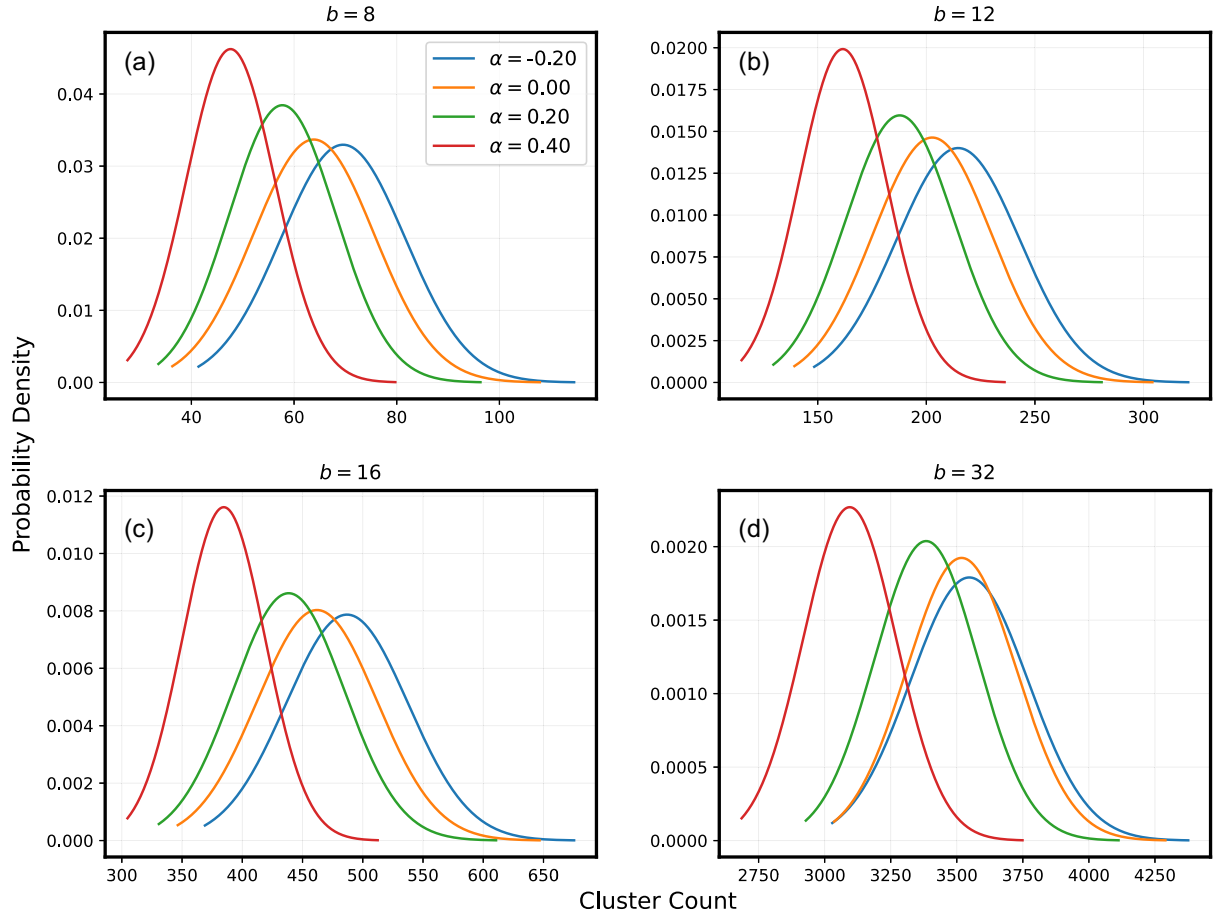 b = 8
(a)
α = -0.20
α = 0.00
α = 0.20
α = 0.40
0.04
0.03
0.02
0.01
0.00
40 60 80 100
b = 12
(b)
0.0200
0.0175
0.0150
0.0125
0.0100
0.0075
0.0050
0.0025
0.0000
150 200 250 300
Probability Density
b = 16
(c)
0.012
0.010
0.008
0.006
0.004
0.002
0.000
300 350 400 450 500 550 600 650
b = 32
(d)
0.0020
0.0015
0.0010
0.0005
0.0000
2750 3000 3250 3500 3750 4000 4250
Cluster Count